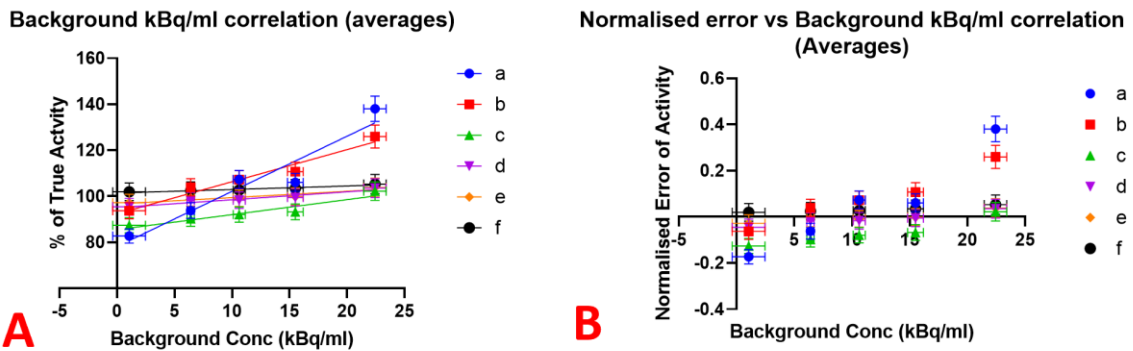 Background kBq/ml correlation (averages)
% of True Actvity
160
140
120
100
80
-5 0 5 10 15 20 25
Background Conc (kBq/ml)
a
b
c
d
e
f
A
Normalised error vs Background kBq/ml correlation
(Averages)
Normalised Error of Activity
0.6
0.4
0.2
-0.2
-0.4
-5 5 10 15 20 25
Background Conc (kBq/ml)
a
b
c
d
e
f
B